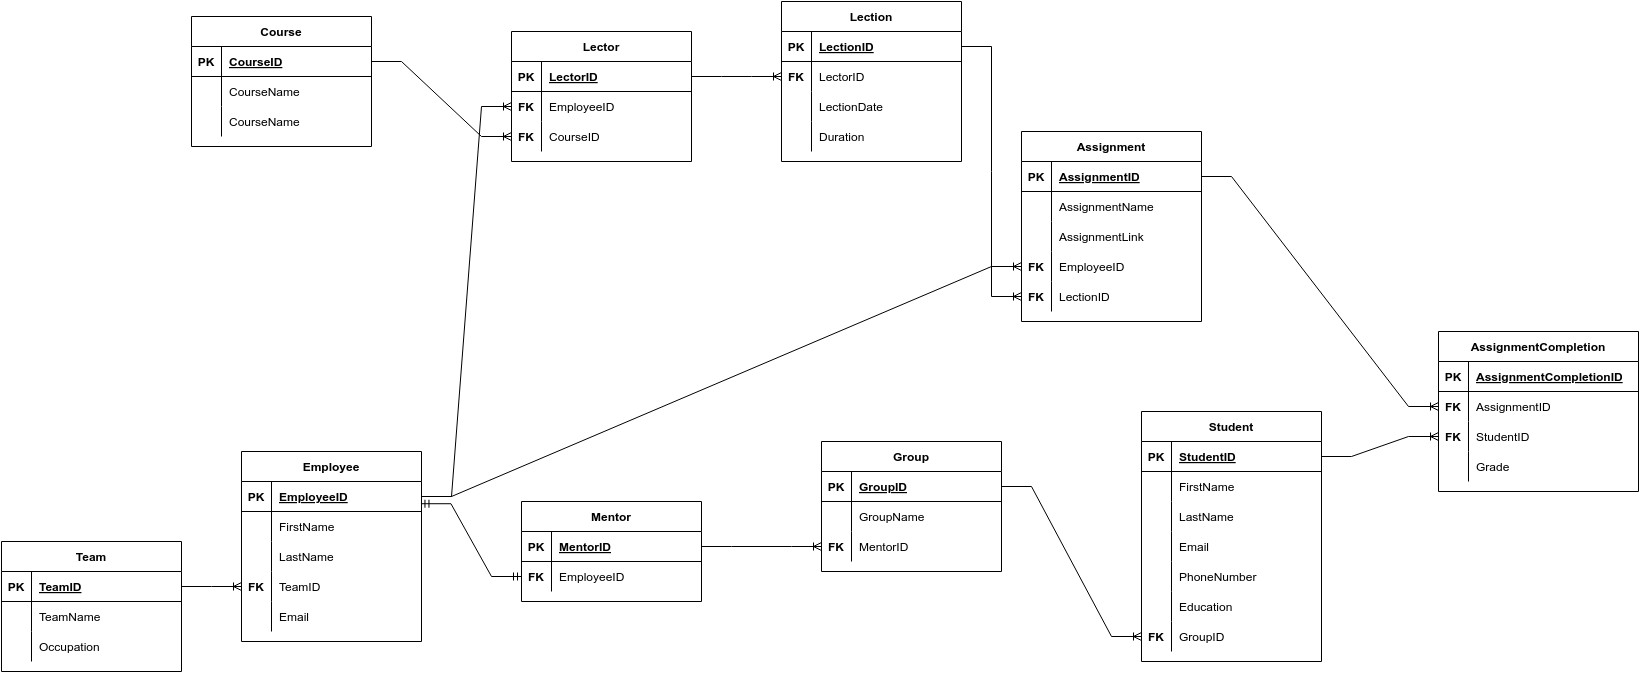 Course
PK CourseID
CourseName
CourseName
Lector
PK LectorID
FK EmployeeID
FK CourseID
Lection
PK LectionID
FK LectorID
LectionDate
Duration
Assignment
PK AssignmentID
AssignmentName
AssignmentLink
FK EmployeeID
FK LectionID
AssignmentCompletion
PK AssignmentCompletionID
FK AssignmentID
FK StudentID
Grade
Team
PK TeamID
TeamName
Occupation
Employee
PK EmployeeID
FirstName
LastName
FK TeamID
Email
Mentor
PK MentorID
FK EmployeeID
Group
PK GroupID
GroupName
FK MentorID
Student
PK StudentID
FirstName
LastName
Email
PhoneNumber
Education
FK GroupID